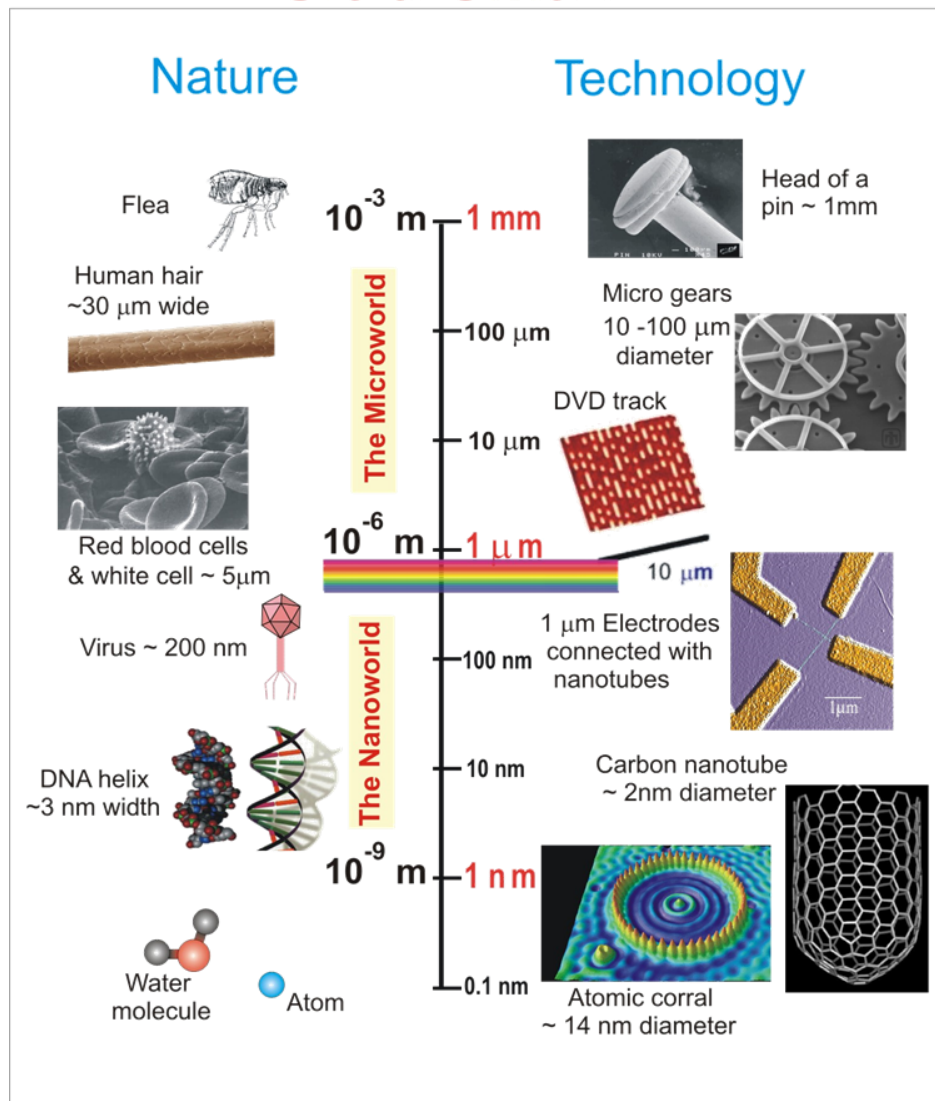 Nature
Technology
Flea
10⁻³ m
1 mm
Head of a
pin ~ 1mm
Human hair
~30 µm wide
The Microworld
100 µm
Micro gears
10 -100 µm
diameter
10 µm
DVD track
Red blood cells
& white cell ~ 5µm
10⁻⁶ m
1 µm
10 µm
Virus ~ 200 nm
The Nanoworld
100 nm
1 µm Electrodes
connected with
nanotubes
1µm
DNA helix
~3 nm width
10 nm
Carbon nanotube
~ 2nm diameter
10⁻⁹ m
1 nm
Water
molecule
Atom
0.1 nm
Atomic corral
~ 14 nm diameter